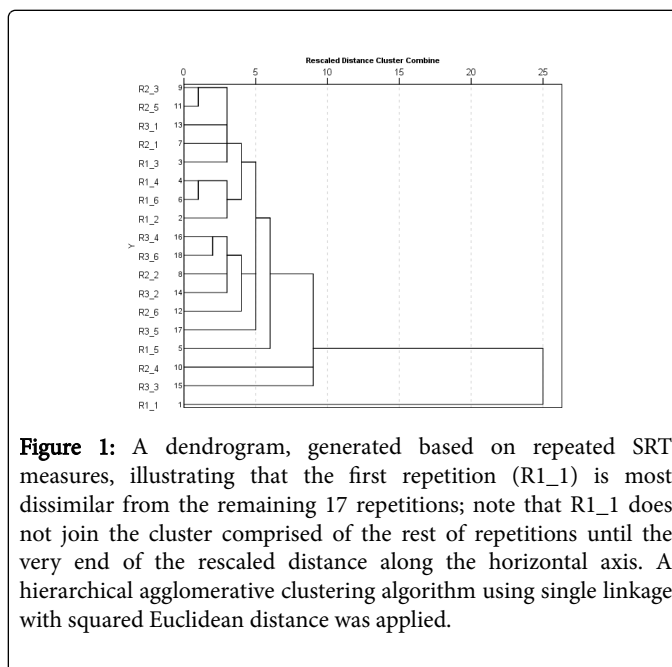 Rescaled Distance Cluster Combine
0 5 10 15 20 25
R2_3 9
R2_5 11
R3_1 13
R2_1 7
R1_3 3
R1_4 4
R1_6 6
R1_2 2
R3_4 16
Y
R3_6 18
R2_2 8
R3_2 14
R2_6 12
R3_5 17
R1_5 5
R2_4 10
R3_3 15
R1_1 1
Figure 1: A dendrogram, generated based on repeated SRT
measures, illustrating that the first repetition (R1_1) is most
dissimilar from the remaining 17 repetitions; note that R1_1 does
not join the cluster comprised of the rest of repetitions until the
very end of the rescaled distance along the horizontal axis. A
hierarchical agglomerative clustering algorithm using single linkage
with squared Euclidean distance was applied.